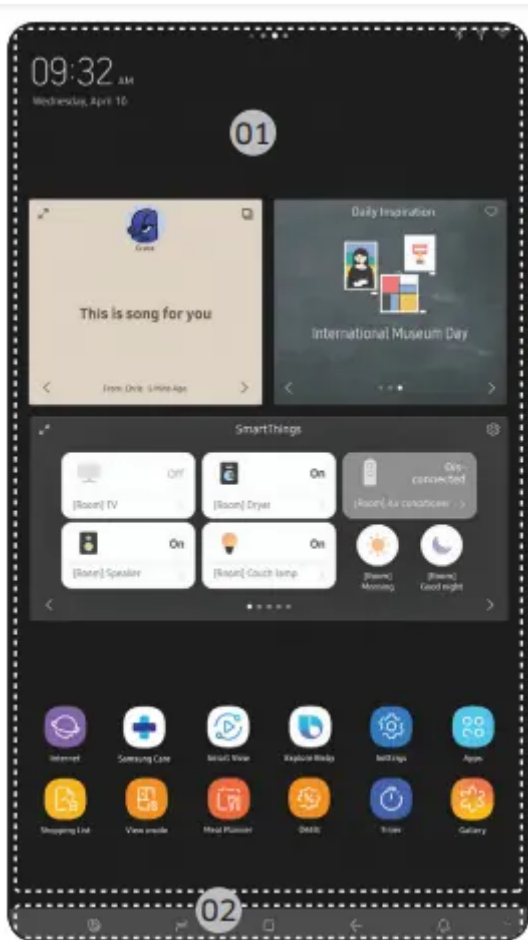 09:32 AM
Wednesday, April 10
01
This is song for you
Daily Inspiration
International Museum Day
SmartThings
Off
[Room] TV
On
[Room] Dryer
Dis-
connected
[Room] Air conditioner
On
[Room] Speaker
On
[Room] Couch lamp
[Room]
Morning
[Room]
Good night
Internet
Samsung Care
Smart View
Explore Bixby
Settings
Apps
Shopping List
View inside
Meal Planner
Deals
Timer
Gallery
02